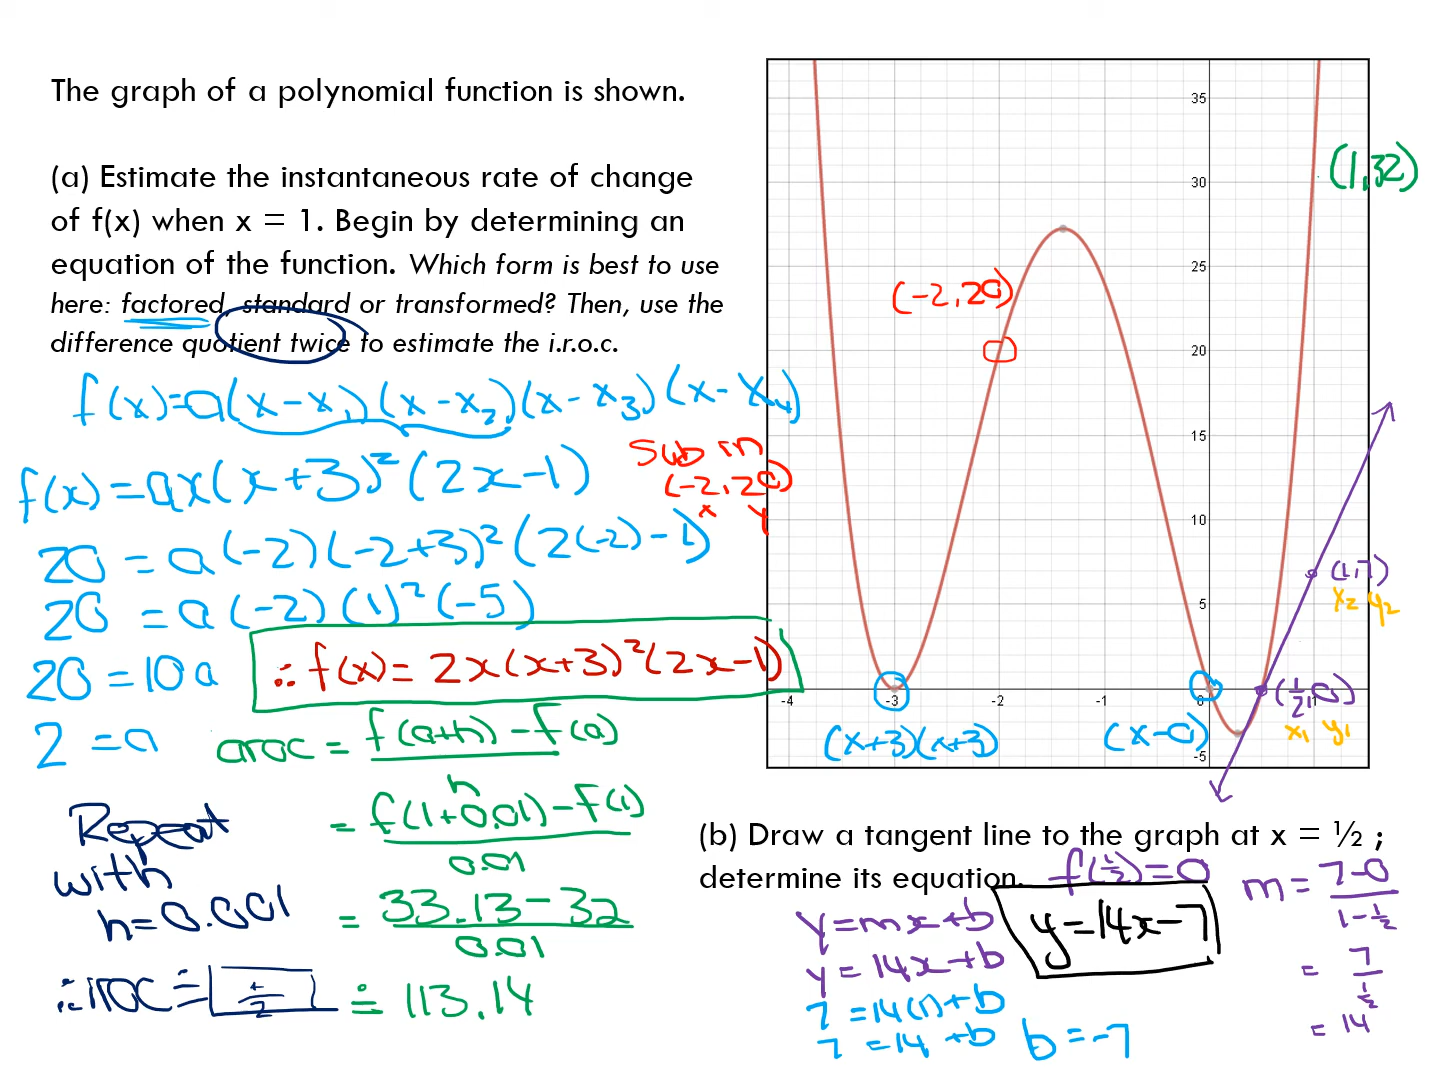 The graph of a polynomial function is shown.
(a) Estimate the instantaneous rate of change
of f(x) when x = 1. Begin by determining an
equation of the function. Which form is best to use
here: factored, standard or transformed? Then, use the
difference quotient twice to estimate the i.r.o.c.
f(x)=a(x-x₁)(x-x₂)(x-x₃)(x-x₄)
f(x)=ax(x+3)²(2x-1)
Sub in
(-2,20)
x y
20 = a(-2)(-2+3)²(2(-2)-1)
20 = a(-2)(1)²(-5)
20 = 10a
2 = a
∴ f(x) = 2x(x+3)²(2x-1)
aroc = f(a+h) - f(a)
h
= f(1+0.01) - f(1)
0.01
= 33.13 - 32
0.01
≐ 113.14
Repeat
with
h=0.001
∴ iroc ≐
35
30
25
20
15
10
5
-5
-4
-3
-2
-1
0
1
(1,32)
(-2,20)
(1,7)
x₂ y₂
(½,0)
x₁ y₁
(x+3)(x+3)
(x-0)
(b) Draw a tangent line to the graph at x = ½ ;
determine its equation.
f(½)=0
y=mx+b
y=14x+b
7=14(1)+b
7=14+b
b=-7
y=14x-7
m = 7-0
1-½
= 7
½
= 14